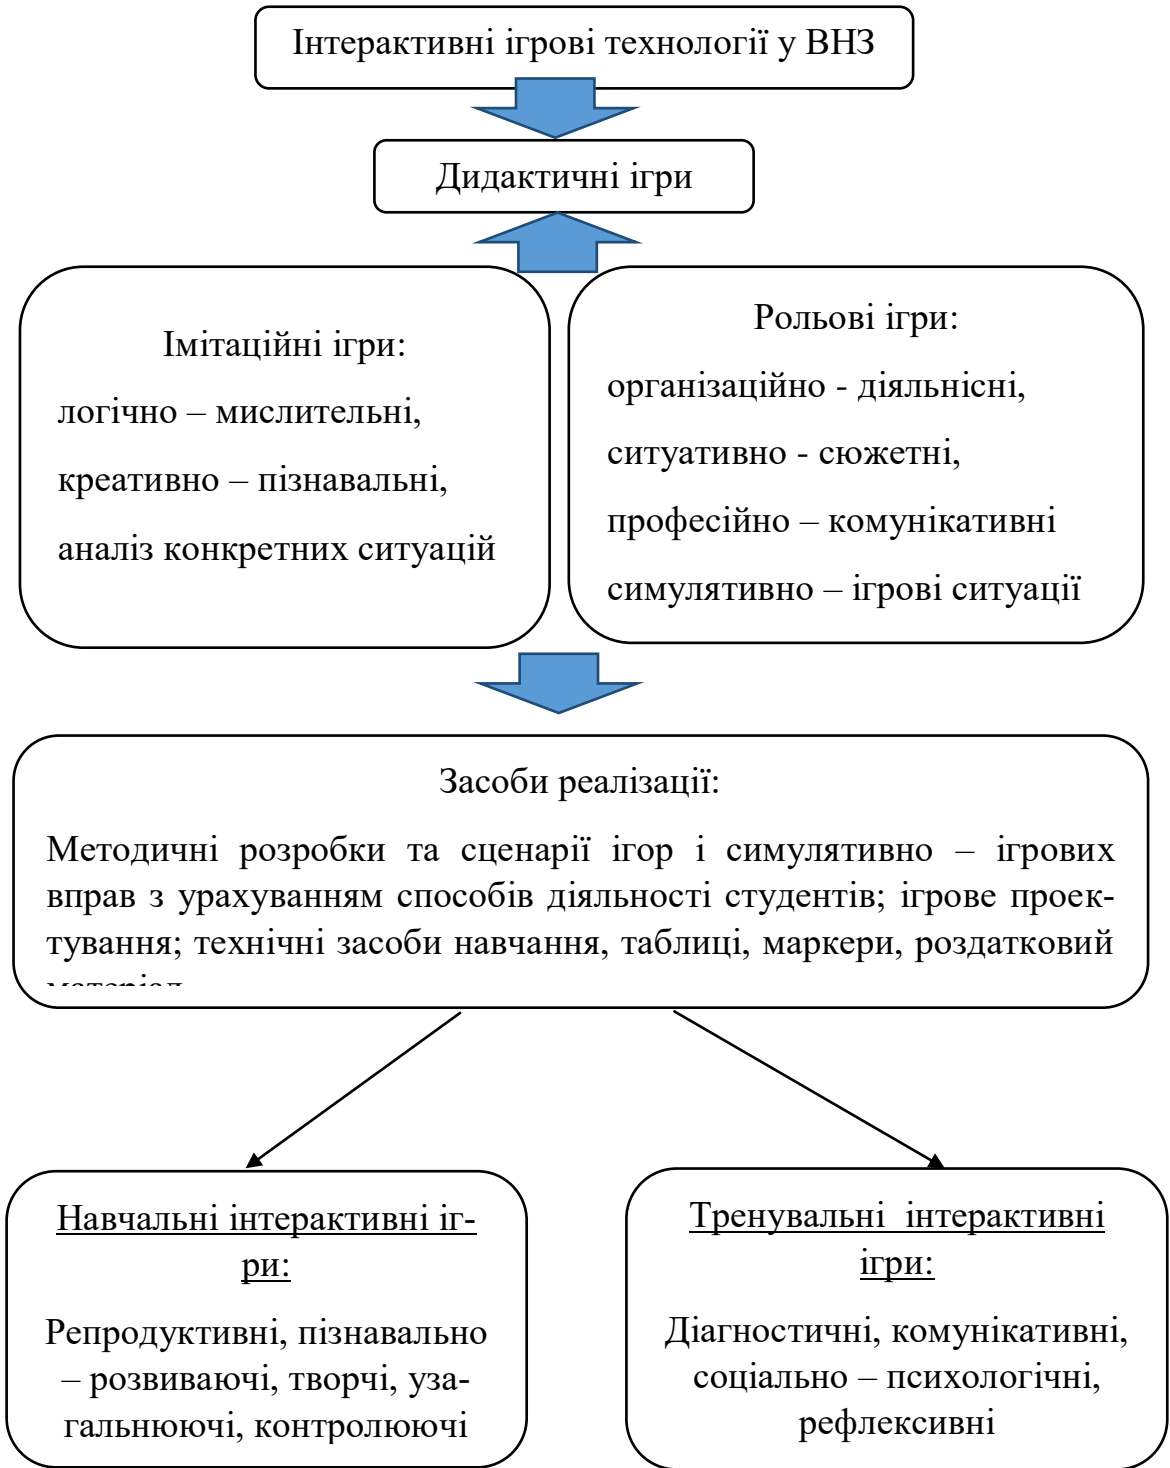 Інтерактивні ігрові технології у ВНЗ
Дидактичні ігри
Імітаційні ігри:
логічно – мислительні,
креативно – пізнавальні,
аналіз конкретних ситуацій
Рольові ігри:
організаційно - діяльнісні,
ситуативно - сюжетні,
професійно – комунікативні
симулятивно – ігрові ситуації
Засоби реалізації:
Методичні розробки та сценарії ігор і симулятивно – ігрових
вправ з урахуванням способів діяльності студентів; ігрове проек-
тування; технічні засоби навчання, таблиці, маркери, роздатковий
Навчальні інтерактивні іг-
ри:
Репродуктивні, пізнавально
– розвиваючі, творчі, уза-
гальнюючі, контролюючі
Тренувальні інтерактивні
ігри:
Діагностичні, комунікативні,
соціально – психологічні,
рефлексивні